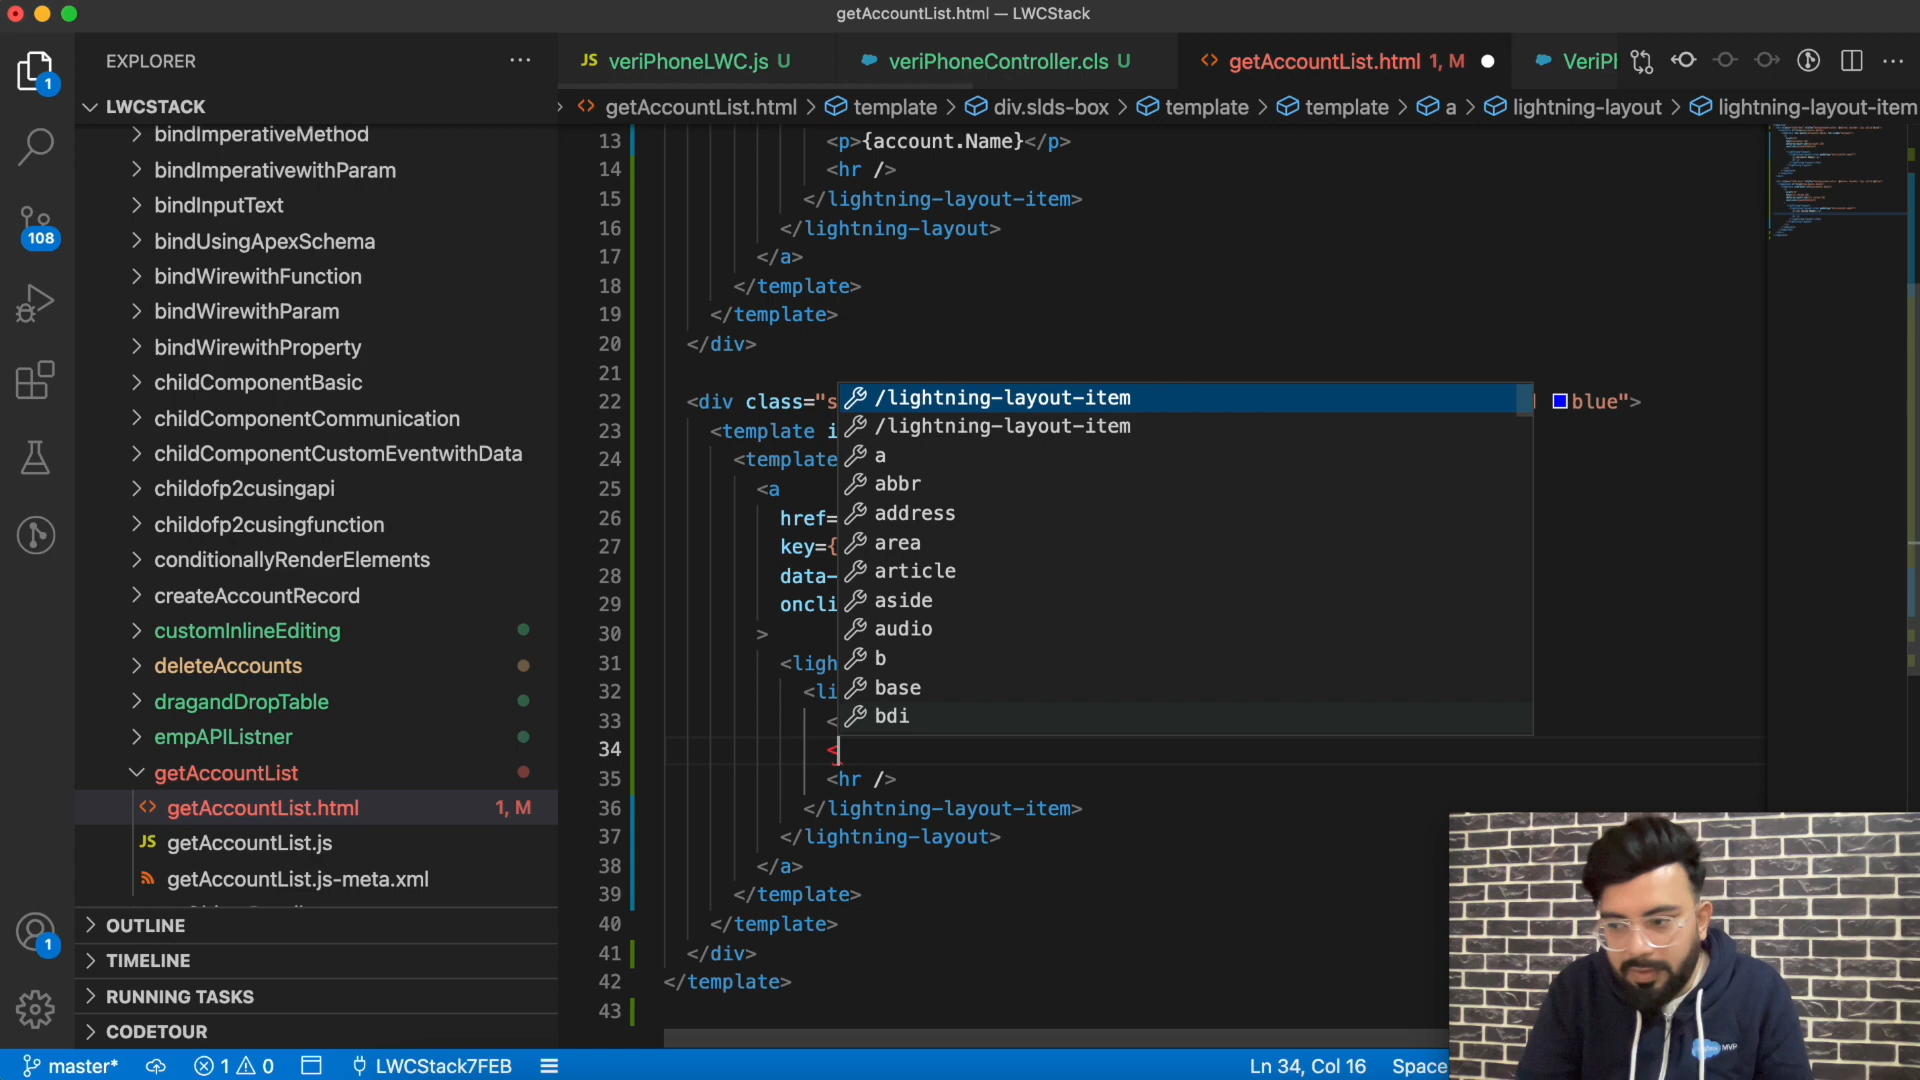 getAccountList.html — LWCStack
EXPLORER
LWCSTACK
bindImperativeMethod
bindImperativewithParam
bindInputText
bindUsingApexSchema
bindWirewithFunction
bindWirewithParam
bindWirewithProperty
childComponentBasic
childComponentCommunication
childComponentCustomEventwithData
childofp2cusingapi
childofp2cusingfunction
conditionallyRenderElements
createAccountRecord
customInlineEditing
deleteAccounts
dragandDropTable
empAPIListner
getAccountList
getAccountList.html 1, M
JS getAccountList.js
getAccountList.js-meta.xml
OUTLINE
TIMELINE
RUNNING TASKS
CODETOUR
1
108
1
JS veriPhoneLWC.js U
veriPhoneController.cls U
getAccountList.html 1, M
VeriPh
getAccountList.html > template > div.slds-box > template > template > a > lightning-layout > lightning-layout-item
13 <p>{account.Name}</p>
14 <hr />
15 </lightning-layout-item>
16 </lightning-layout>
17 </a>
18 </template>
19 </template>
20 </div>
21
22 <div class="s blue">
23 <template i
24 <template
25 <a
26 href=
27 key={
28 data-
29 oncli
30 >
31 <ligh
32 <li
33 <
34 <
35 <hr />
36 </lightning-layout-item>
37 </lightning-layout>
38 </a>
39 </template>
40 </template>
41 </div>
42 </template>
43
/lightning-layout-item
/lightning-layout-item
a
abbr
address
area
article
aside
audio
b
base
bdi
MVP
master* 1 0 LWCStack7FEB
Ln 34, Col 16 Space